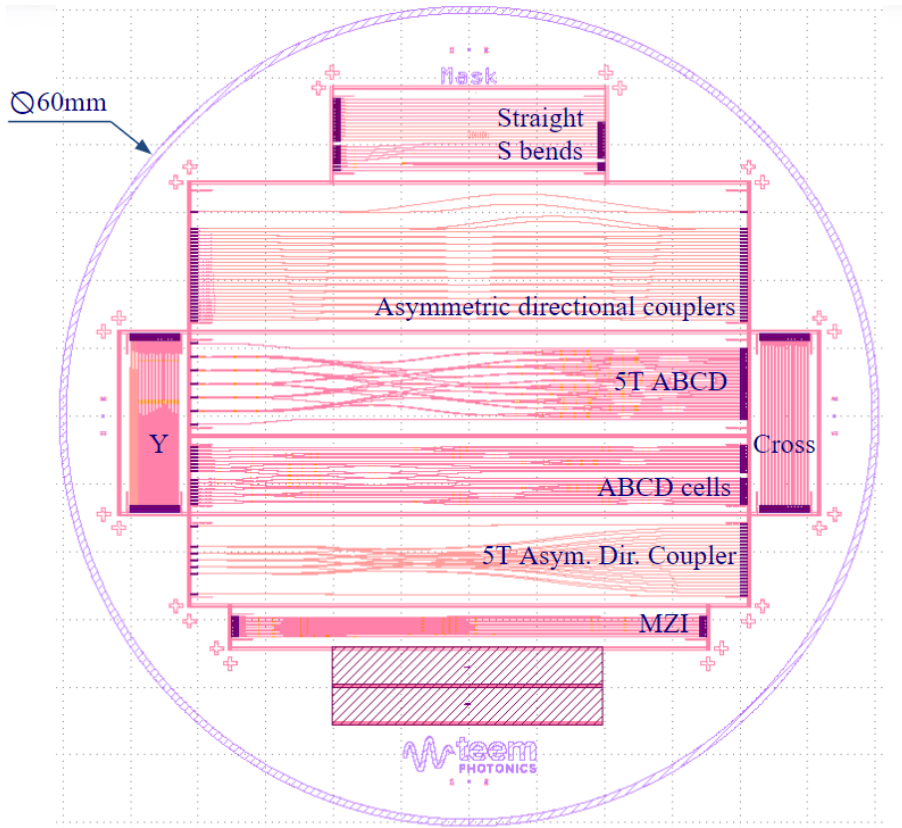 Mask
∅60mm
Straight
S bends
Asymmetric directional couplers
5T ABCD
Y
Cross
ABCD cells
5T Asym. Dir. Coupler
MZI
teem
PHOTONICS